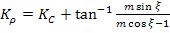 K_ρ = K_C + tan⁻¹ (m sin ξ)/(m cos ξ−1)